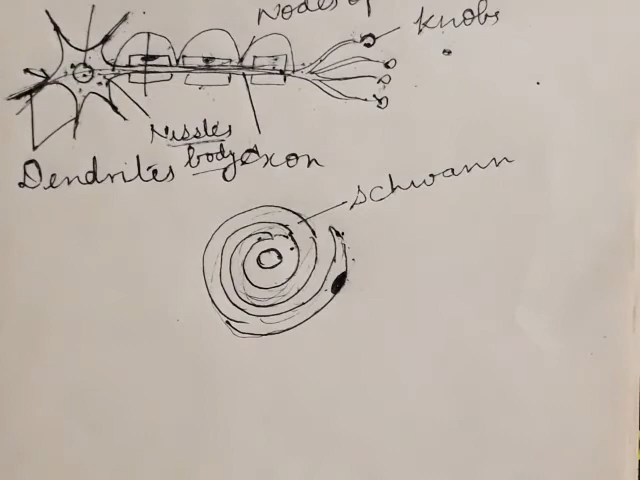 Nodes of
Knobs
Nissles
body
axon
Dendrites
schwann